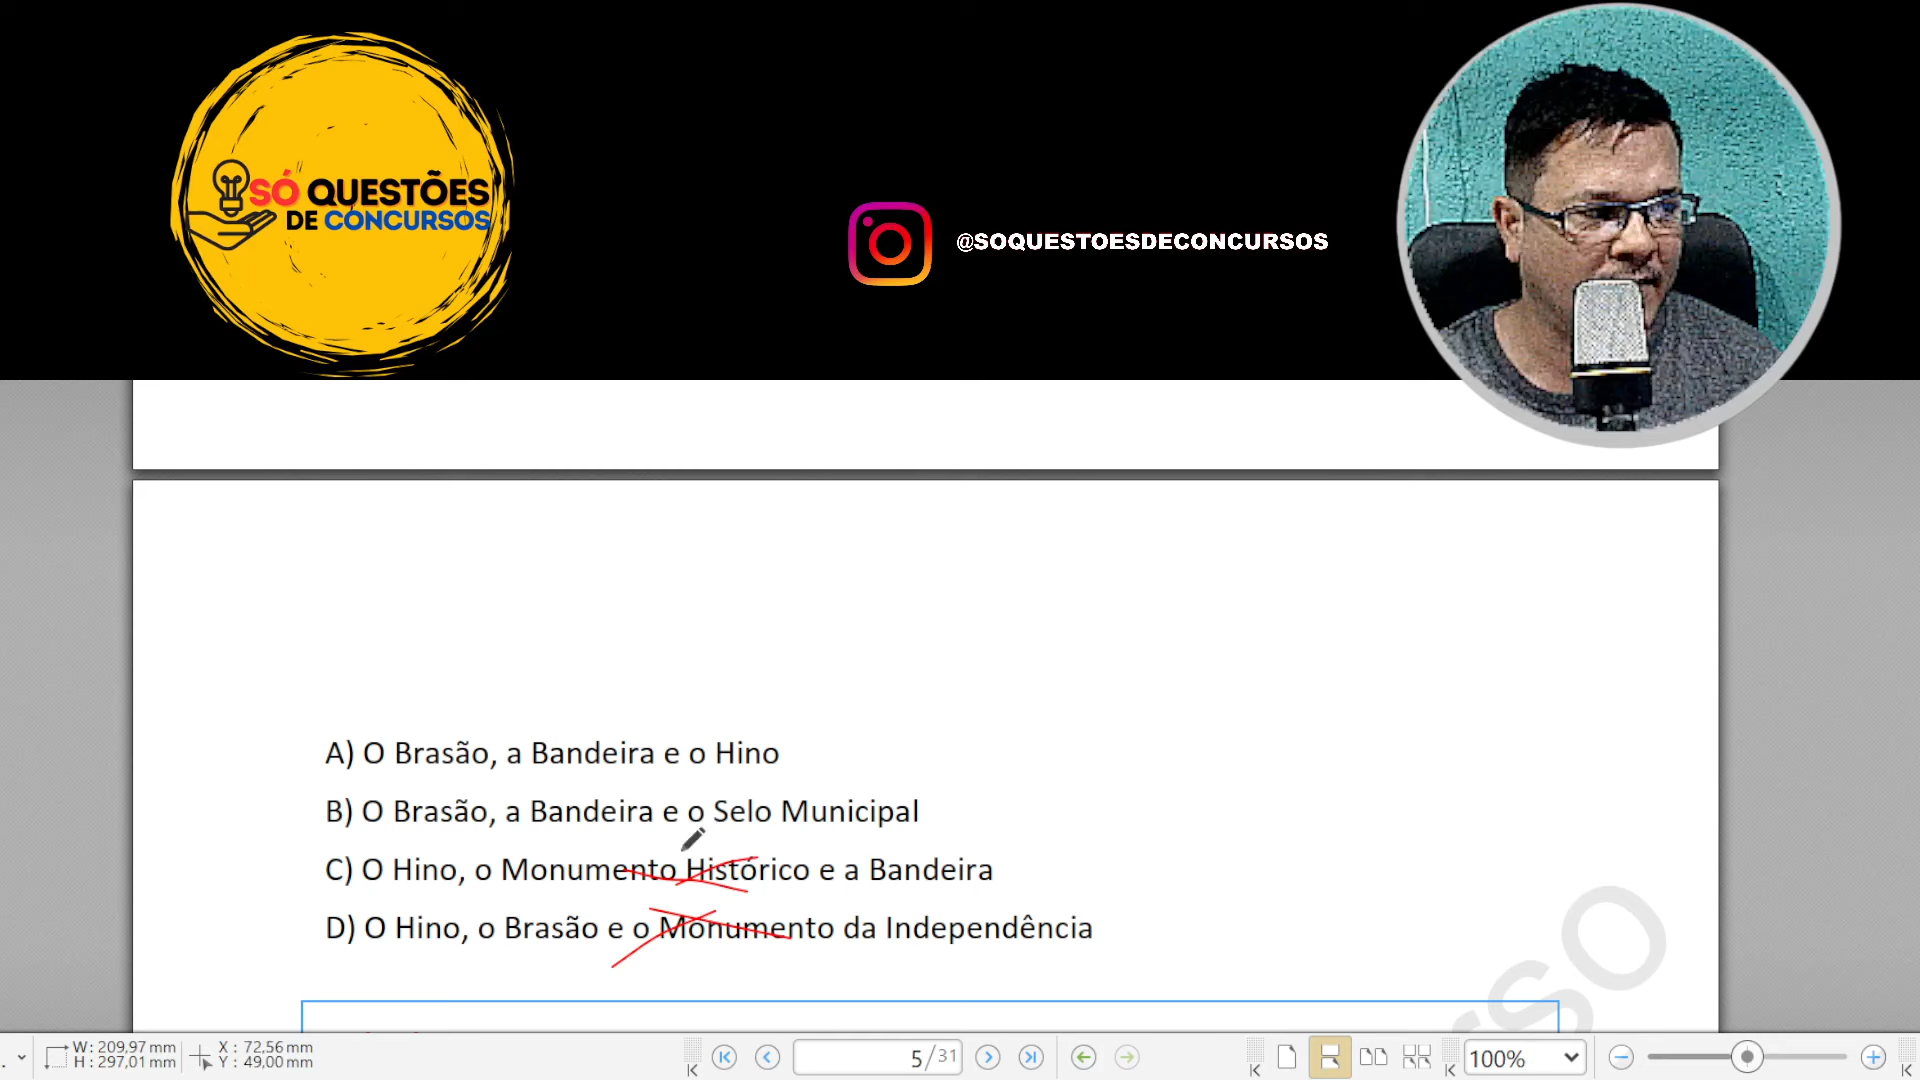 SÓ QUESTÕES
DE CONCURSOS
@SOQUESTOESDECONCURSOS
A) O Brasão, a Bandeira e o Hino
B) O Brasão, a Bandeira e o Selo Municipal
C) O Hino, o Monumento Histórico e a Bandeira
D) O Hino, o Brasão e o Monumento da Independência
W: 209,97 mm
H: 297,01 mm
X: 72,56 mm
Y: 49,00 mm
5/31
100%